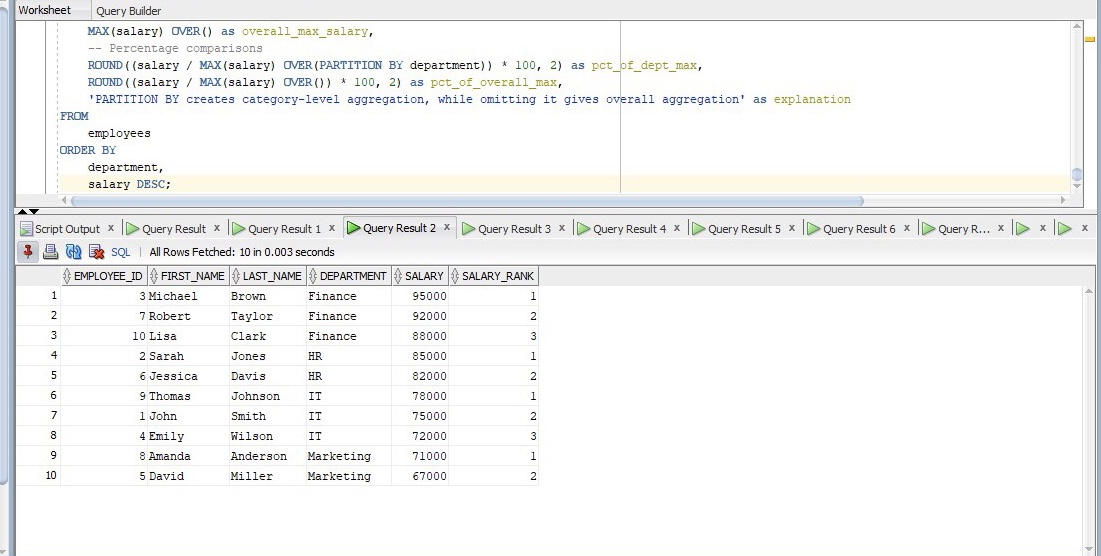 Worksheet Query Builder
MAX(salary) OVER() as overall_max_salary,
-- Percentage comparisons
ROUND((salary / MAX(salary) OVER(PARTITION BY department)) * 100, 2) as pct_of_dept_max,
ROUND((salary / MAX(salary) OVER()) * 100, 2) as pct_of_overall_max,
'PARTITION BY creates category-level aggregation, while omitting it gives overall aggregation' as explanation
FROM
employees
ORDER BY
department,
salary DESC;
Script Output x Query Result x Query Result 1 x Query Result 2 x Query Result 3 x Query Result 4 x Query Result 5 x Query Result 6 x Query R... x x x
SQL | All Rows Fetched: 10 in 0.003 seconds
EMPLOYEE_ID FIRST_NAME LAST_NAME DEPARTMENT SALARY SALARY_RANK
1 3 Michael Brown Finance 95000 1
2 7 Robert Taylor Finance 92000 2
3 10 Lisa Clark Finance 88000 3
4 2 Sarah Jones HR 85000 1
5 6 Jessica Davis HR 82000 2
6 9 Thomas Johnson IT 78000 1
7 1 John Smith IT 75000 2
8 4 Emily Wilson IT 72000 3
9 8 Amanda Anderson Marketing 71000 1
10 5 David Miller Marketing 67000 2